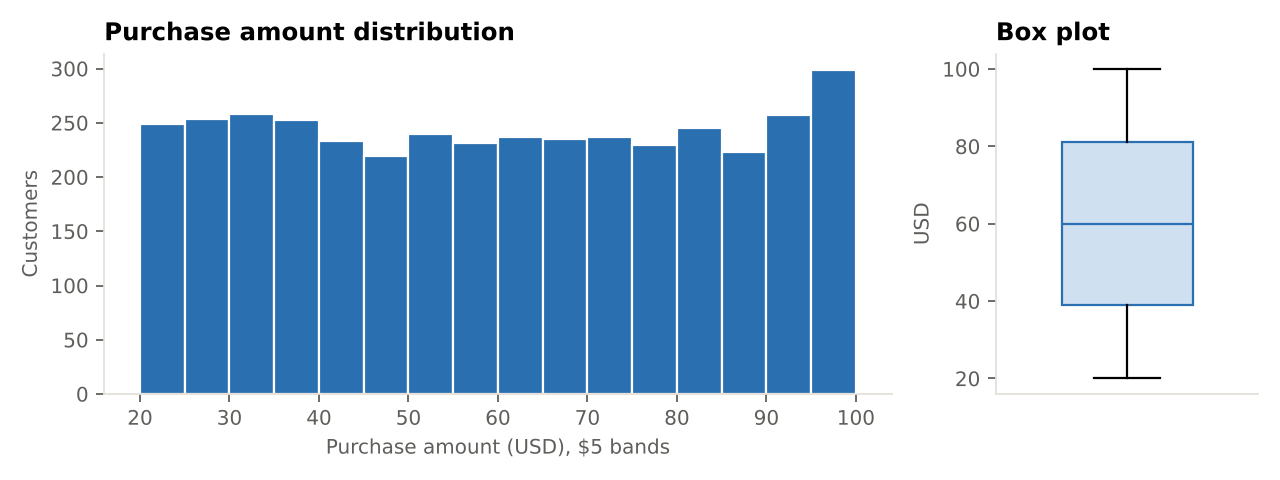 Purchase amount distribution
300
250
200
150
100
50
0
Customers
20 30 40 50 60 70 80 90 100
Purchase amount (USD), $5 bands
Box plot
100
80
60
40
20
USD